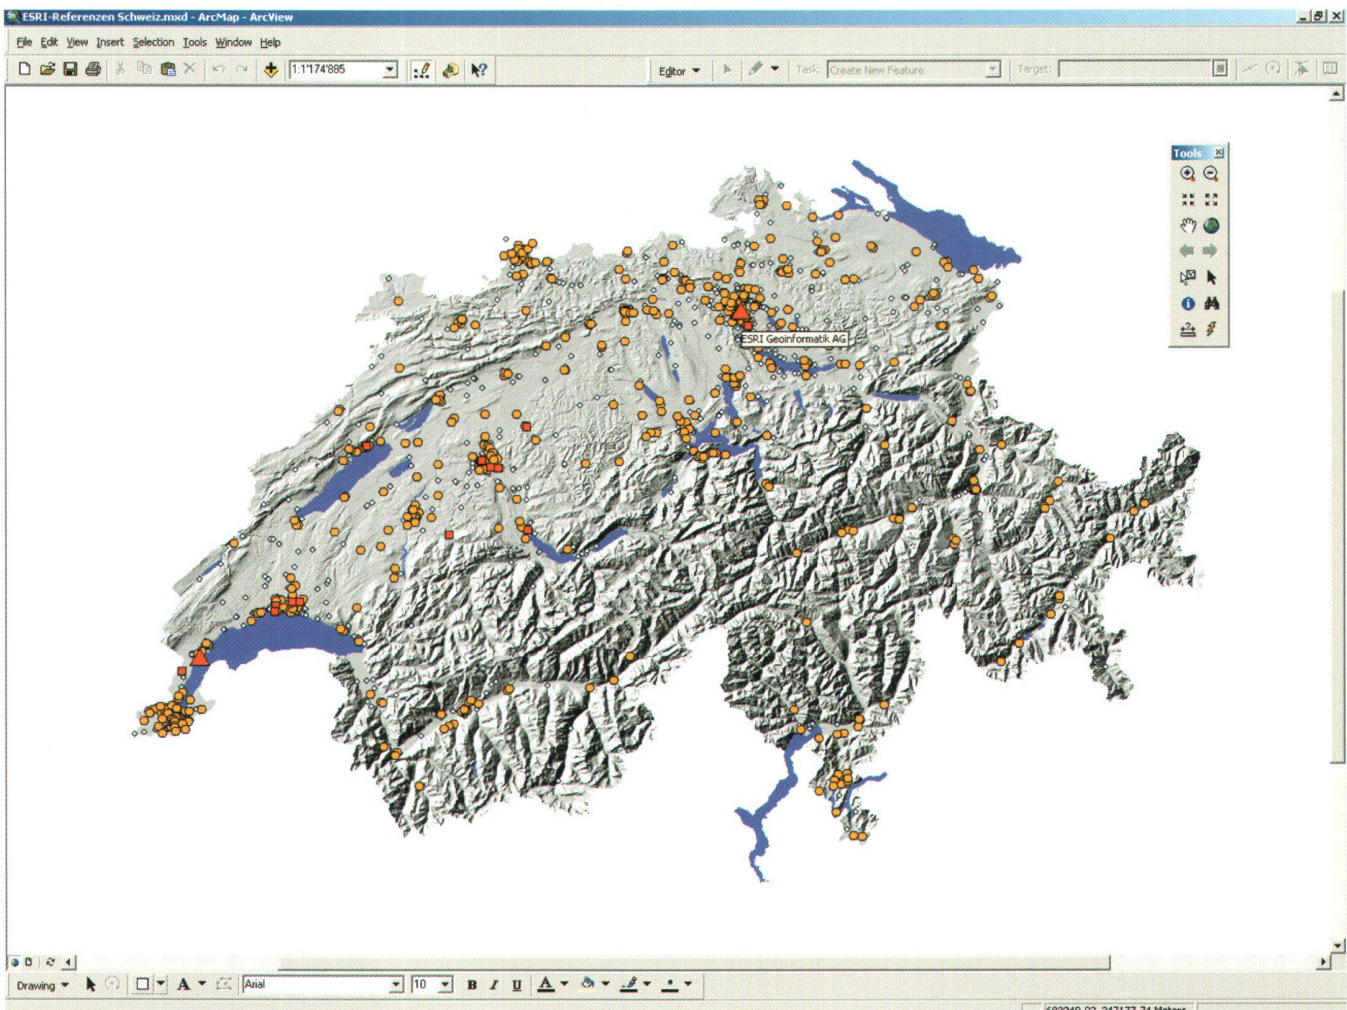 ESRI-Referenzen Schweiz.mxd - ArcMap - ArcView
File Edit View Insert Selection Tools Window Help
1:1'174'885
Editor
Task: Create New Feature
Target:
Tools
ESRI Geoinformatik AG
Drawing
A
Arial
10
B I U
A